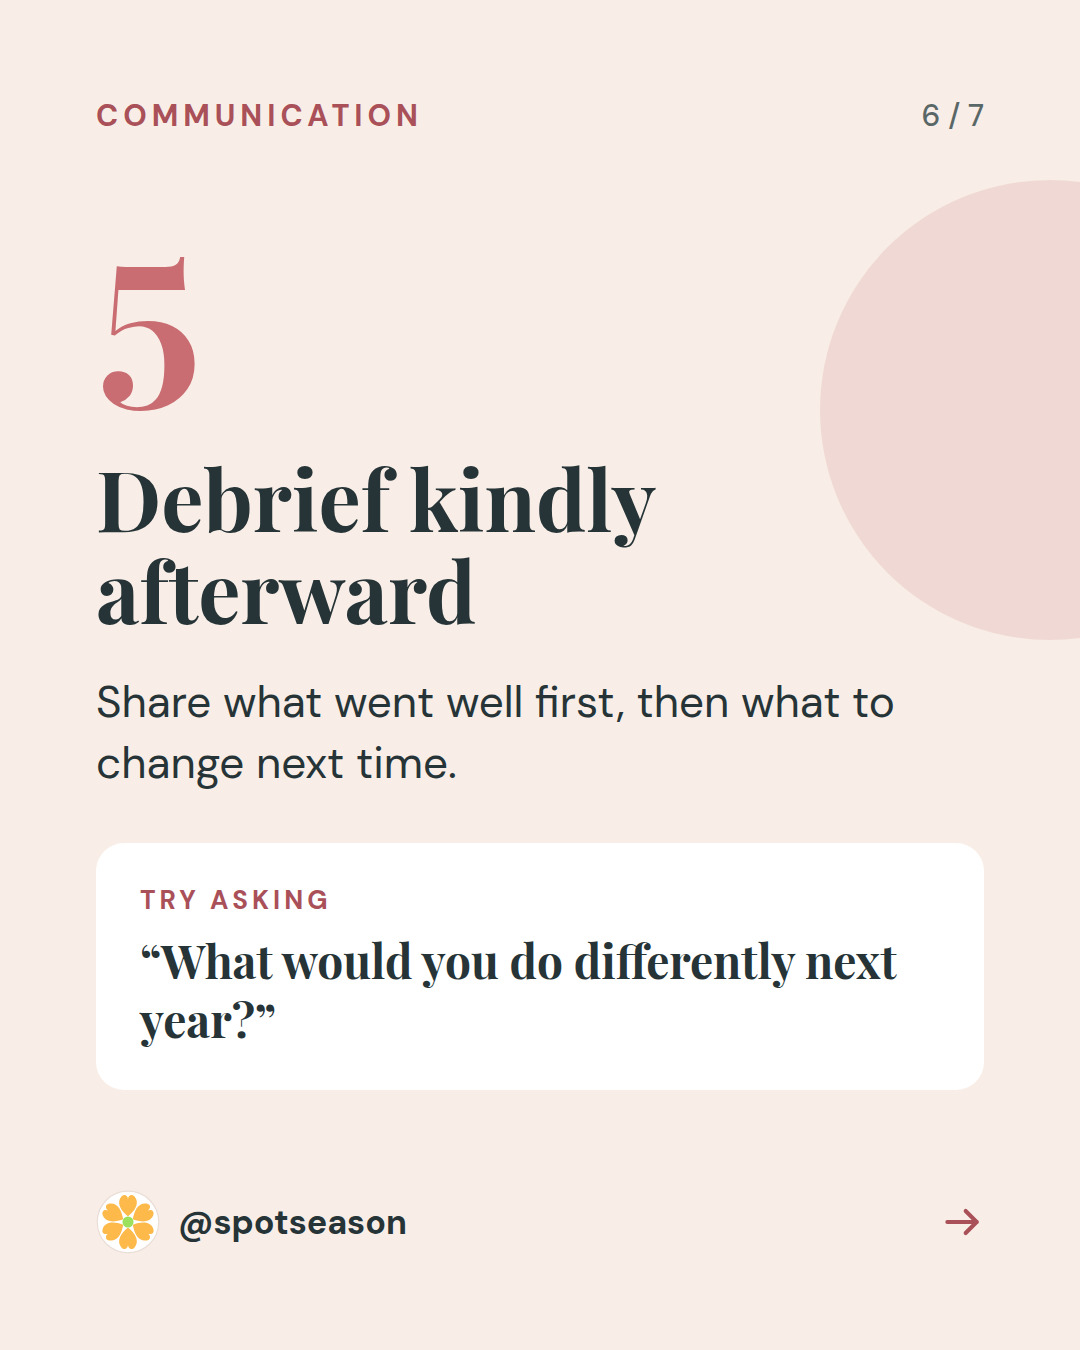 COMMUNICATION
6 / 7
5
Debrief kindly
afterward
Share what went well first, then what to
change next time.
TRY ASKING
“What would you do differently next
year?”
@spotseason